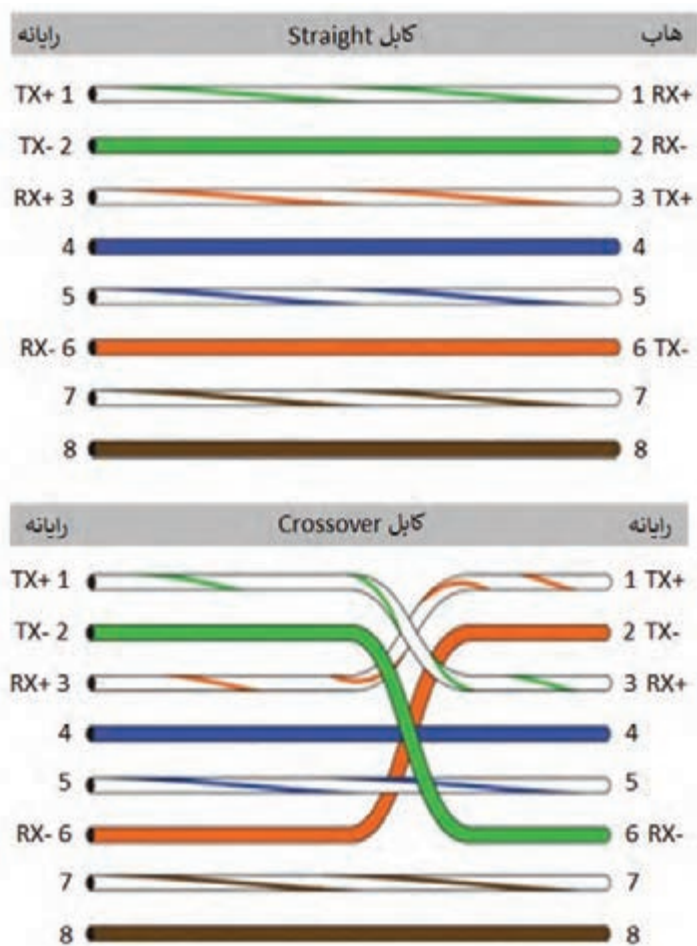 رایانه کابل Straight هاب
TX+ 1 1 RX+
TX- 2 2 RX-
RX+ 3 3 TX+
4 4
5 5
RX- 6 6 TX-
7 7
8 8
رایانه کابل Crossover رایانه
TX+ 1 1 TX+
TX- 2 2 TX-
RX+ 3 3 RX+
4 4
5 5
RX- 6 6 RX-
7 7
8 8